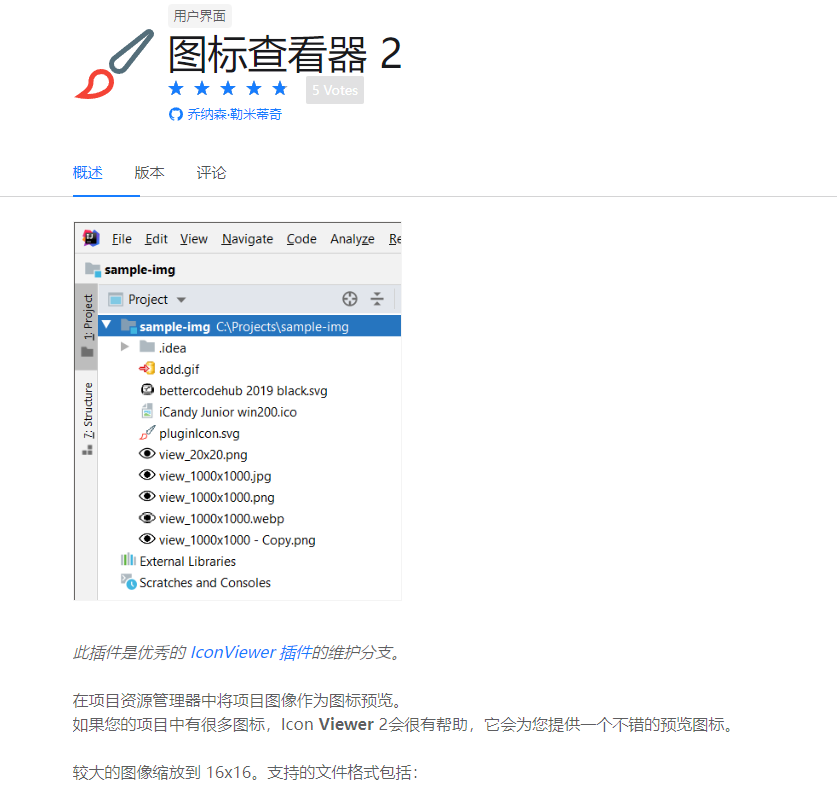 用户界面
图标查看器 2
5 Votes
乔纳森·勒米蒂奇
概述 版本 评论
File Edit View Navigate Code Analyze Re
sample-img
Project
1: Project
sample-img C:\Projects\sample-img
.idea
add.gif
bettercodehub 2019 black.svg
iCandy Junior win200.ico
7: Structure
pluginIcon.svg
view_20x20.png
view_1000x1000.jpg
view_1000x1000.png
view_1000x1000.webp
view_1000x1000 - Copy.png
External Libraries
Scratches and Consoles
此插件是优秀的 IconViewer 插件的维护分支。
在项目资源管理器中将项目图像作为图标预览。
如果您的项目中有很多图标，Icon Viewer 2会很有帮助，它会为您提供一个不错的预览图标。
较大的图像缩放到 16x16。支持的文件格式包括：